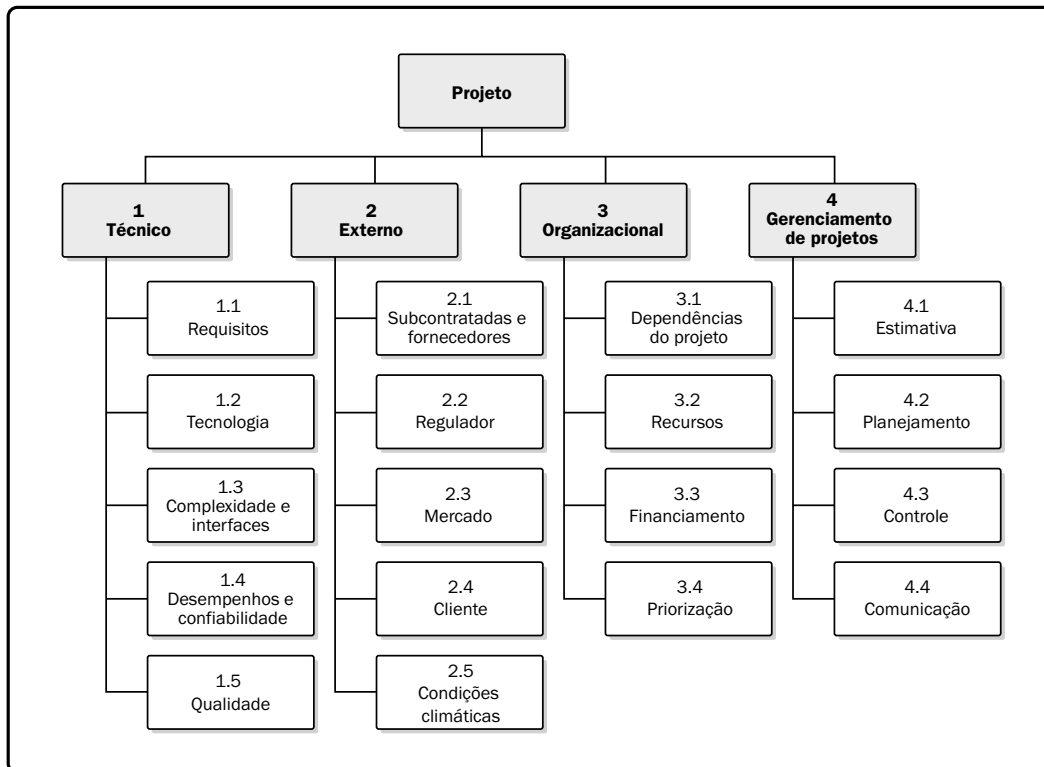 Projeto
1
Técnico
2
Externo
3
Organizacional
4
Gerenciamento
de projetos
1.1
Requisitos
2.1
Subcontratadas e
fornecedores
3.1
Dependências
do projeto
4.1
Estimativa
1.2
Tecnologia
2.2
Regulador
3.2
Recursos
4.2
Planejamento
1.3
Complexidade e
interfaces
2.3
Mercado
3.3
Financiamento
4.3
Controle
1.4
Desempenhos e
confiabilidade
2.4
Cliente
3.4
Priorização
4.4
Comunicação
1.5
Qualidade
2.5
Condições
climáticas